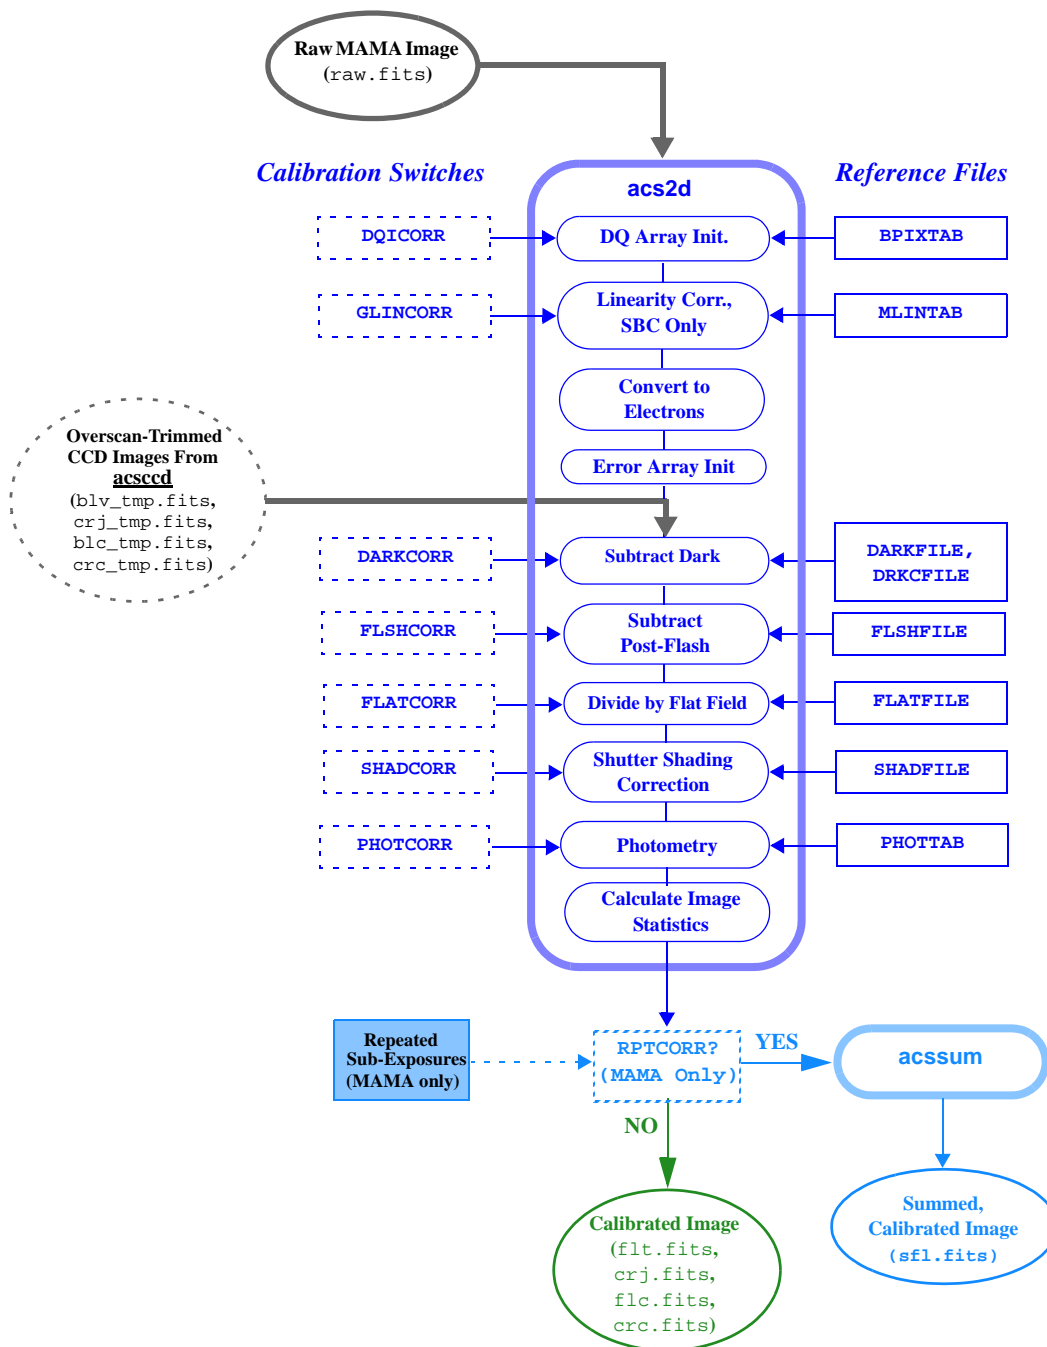 Raw MAMA Image
(raw.fits)
Calibration Switches
acs2d
Reference Files
DQICORR
DQ Array Init.
BPIXTAB
GLINCORR
Linearity Corr.,
SBC Only
MLINTAB
Convert to
Electrons
Overscan-Trimmed
CCD Images From
acsccd
(blv_tmp.fits,
crj_tmp.fits,
blc_tmp.fits,
crc_tmp.fits)
Error Array Init
DARKCORR
Subtract Dark
DARKFILE,
DRKCFILE
FLSHCORR
Subtract
Post-Flash
FLSHFILE
FLATCORR
Divide by Flat Field
FLATFILE
SHADCORR
Shutter Shading
Correction
SHADFILE
PHOTCORR
Photometry
PHOTTAB
Calculate Image
Statistics
Repeated
Sub-Exposures
(MAMA only)
RPTCORR?
(MAMA Only)
YES
acssum
NO
Calibrated Image
(flt.fits,
crj.fits,
flc.fits,
crc.fits)
Summed,
Calibrated Image
(sfl.fits)